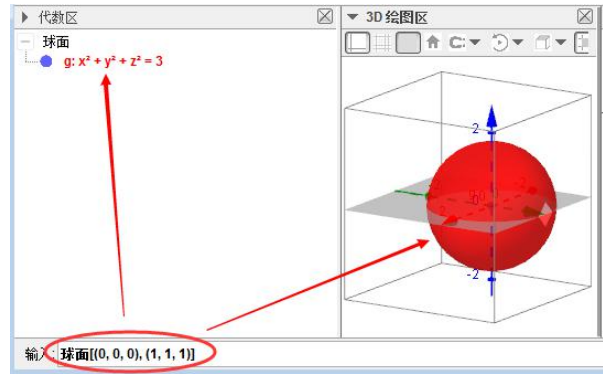 代数区
球面
g: x² + y² + z² = 3
3D 绘图区
2
-2
输入: 球面[(0, 0, 0), (1, 1, 1)]